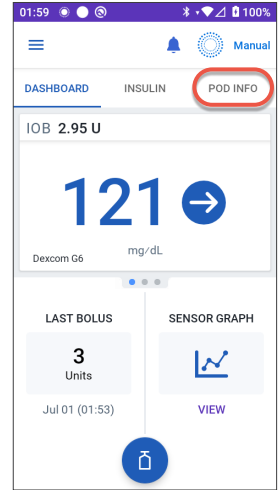 01:59 100%
Manual
DASHBOARD INSULIN POD INFO
IOB 2.95 U
121
mg/dL
Dexcom G6
LAST BOLUS SENSOR GRAPH
3
Units
Jul 01 (01:53) VIEW